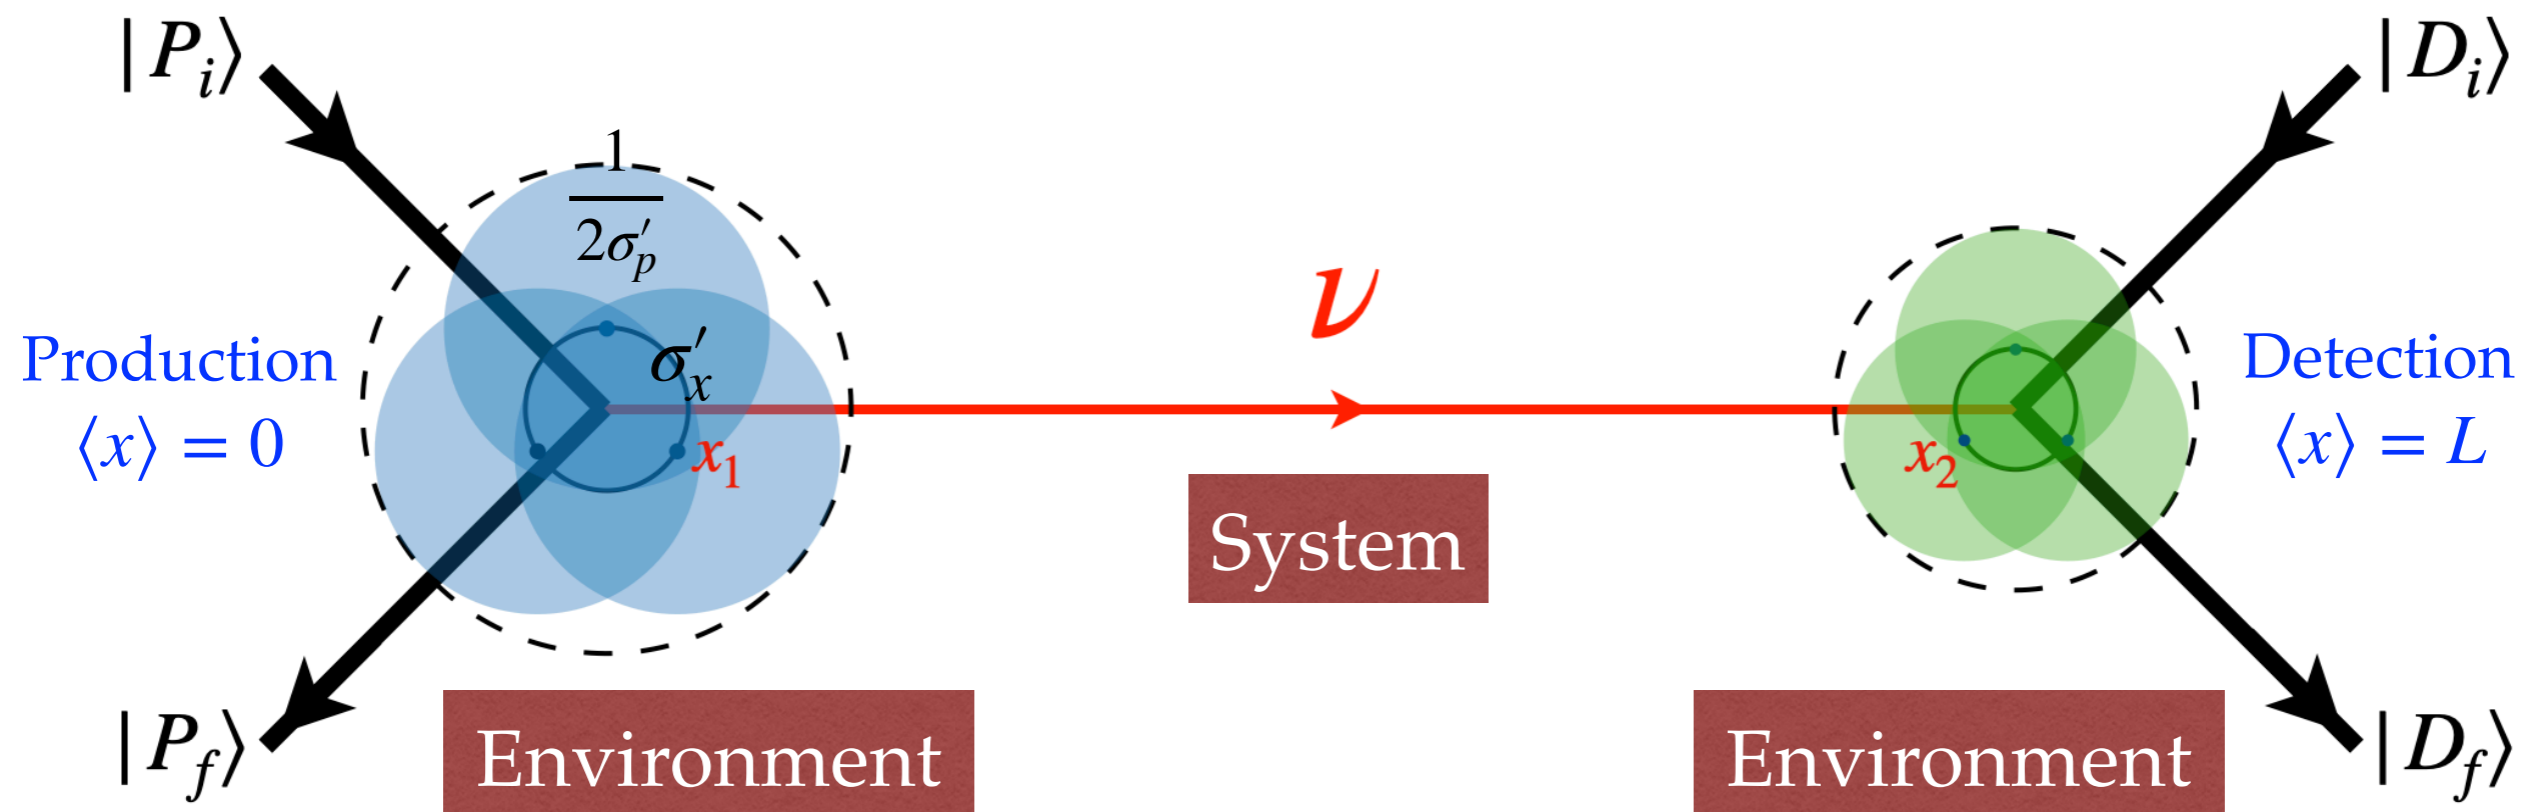 |P_i⟩
|D_i⟩
1
2σ′_p
ν
σ′_x
Production
⟨x⟩ = 0
Detection
⟨x⟩ = L
x_1
x_2
System
|P_f⟩
Environment
Environment
|D_f⟩